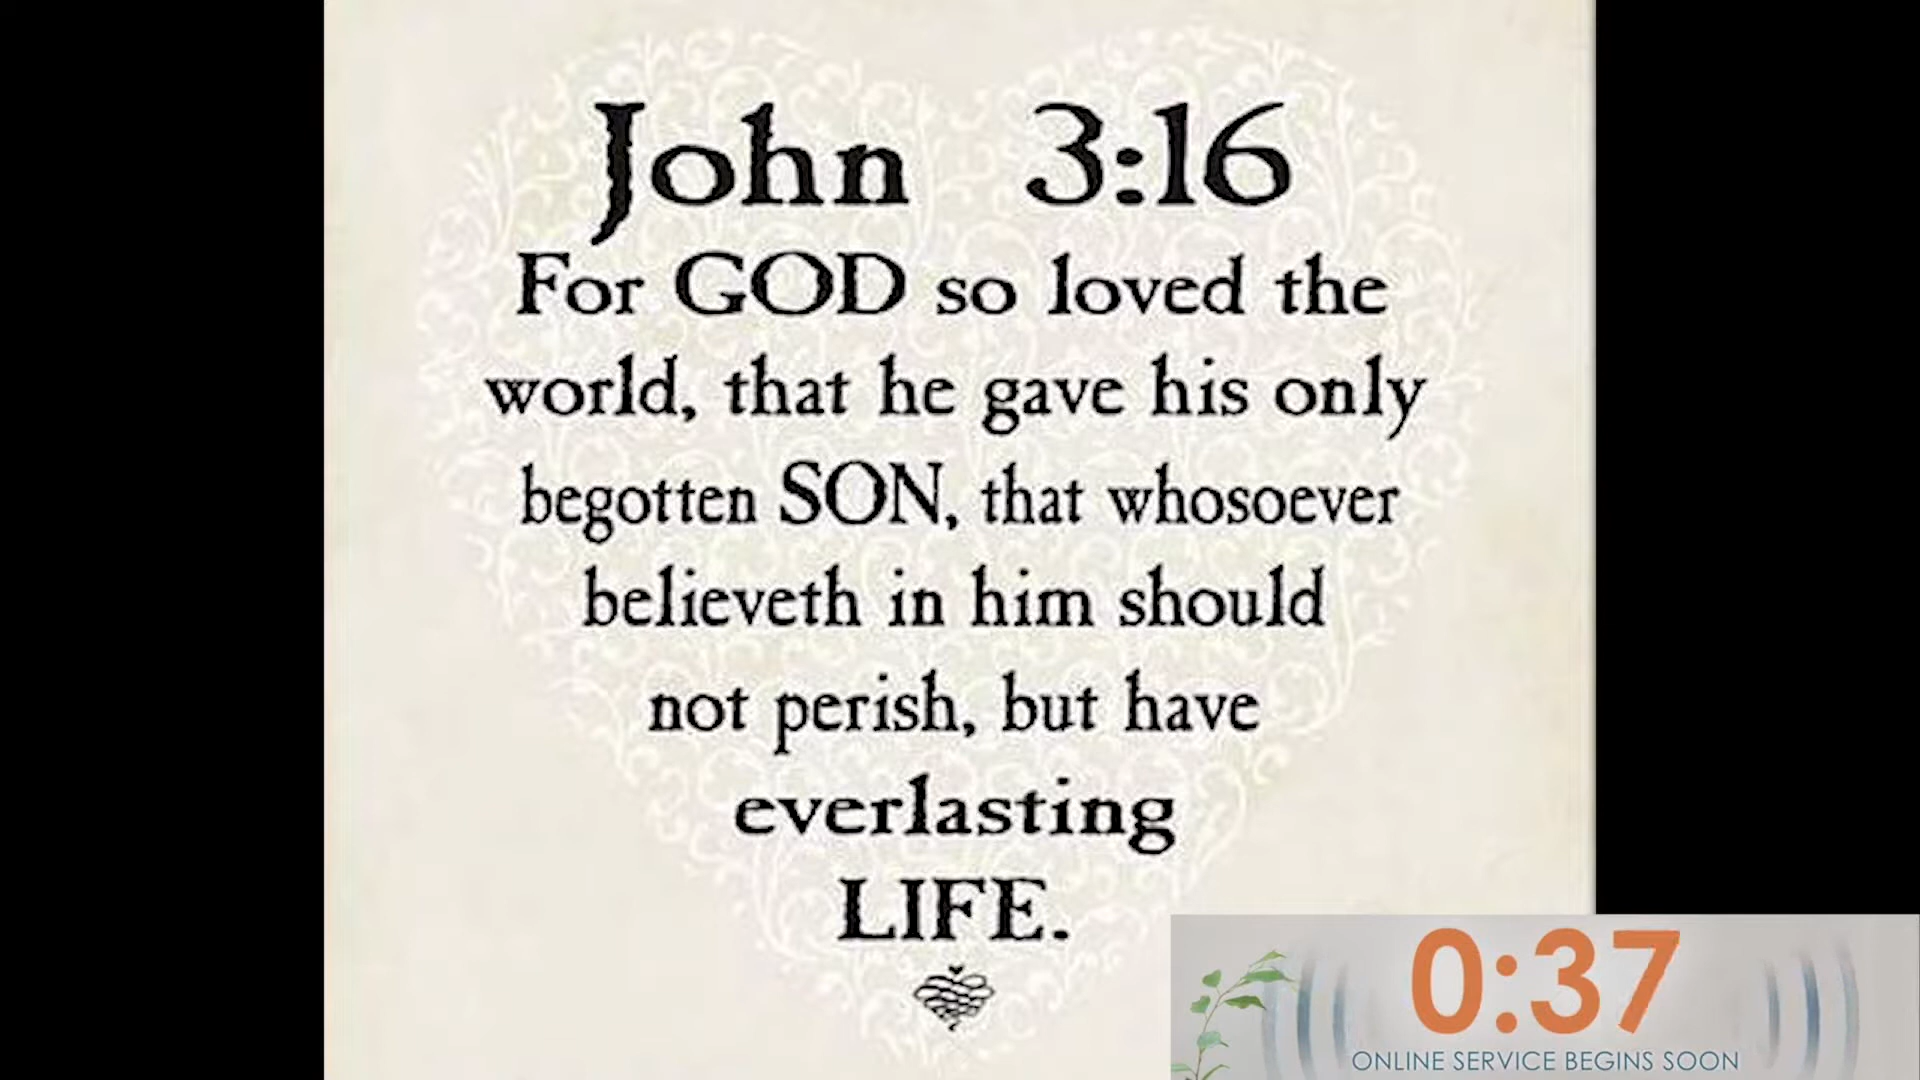 John 3:16
For GOD so loved the
world, that he gave his only
begotten SON, that whosoever
believeth in him should
not perish, but have
everlasting
LIFE.
0:37
ONLINE SERVICE BEGINS SOON